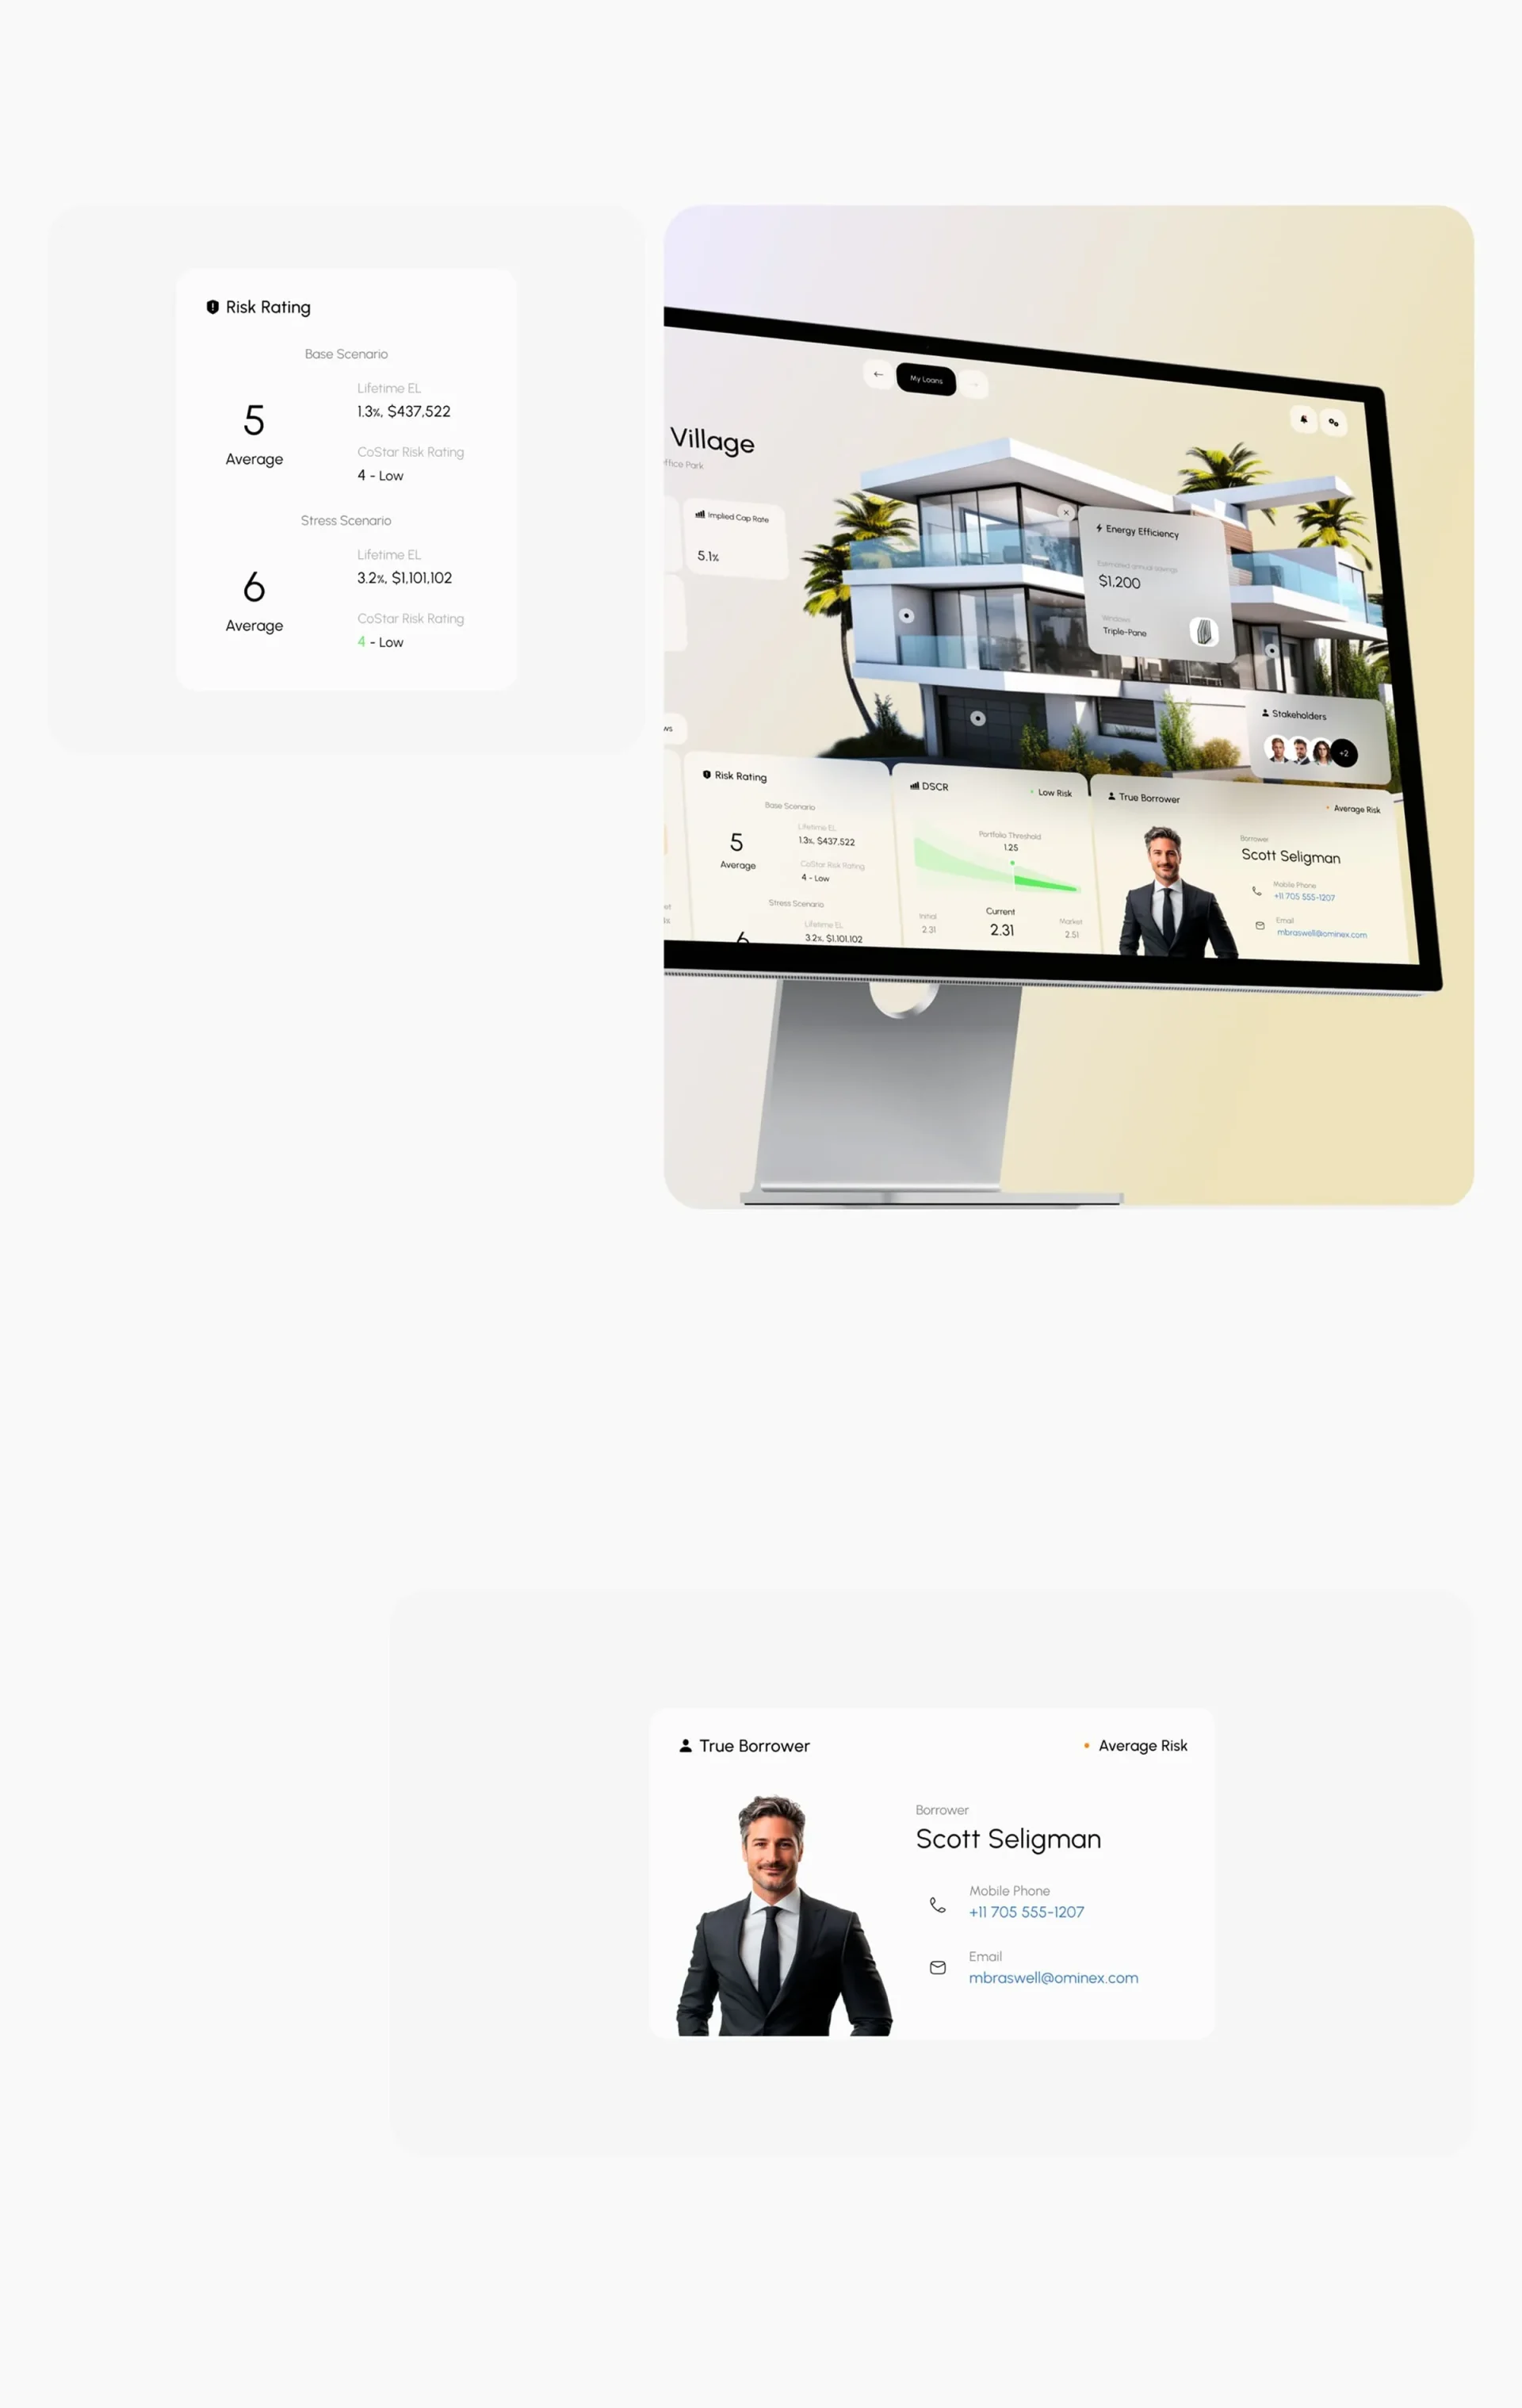 Risk Rating
Base Scenario
5
Average
Lifetime EL
1.3%, $437,522
CoStar Risk Rating
4 - Low
Stress Scenario
6
Average
Lifetime EL
3.2%, $1,101,102
CoStar Risk Rating
4 - Low
My Loans
Village
ffice Park
Implied Cap Rate
5.1%
Energy Efficiency
Estimated annual savings
$1,200
Windows
Triple-Pane
Stakeholders
+2
ws
Risk Rating
Base Scenario
5
Average
Lifetime EL
1.3%, $437,522
CoStar Risk Rating
4 - Low
Stress Scenario
6
Lifetime EL
3.2%, $1,101,102
DSCR
Low Risk
Portfolio Threshold
1.25
Initial
2.31
Current
2.31
Market
2.51
True Borrower
Average Risk
Borrower
Scott Seligman
Mobile Phone
+11 705 555-1207
Email
mbraswell@ominex.com
True Borrower
Average Risk
Borrower
Scott Seligman
Mobile Phone
+11 705 555-1207
Email
mbraswell@ominex.com